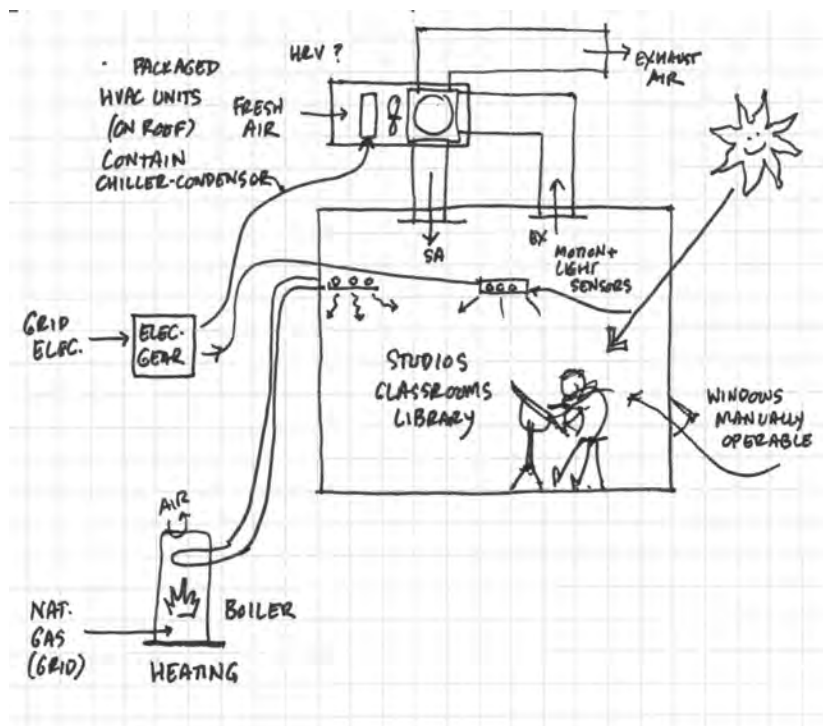 HRV?
EXHAUST
AIR
• PACKAGED
HVAC UNITS
(ON ROOF)
CONTAIN
CHILLER-CONDENSOR
FRESH
AIR
SA
EX
MOTION+
LIGHT
SENSORS
GRID
ELEC.
ELEC-
GEAR
STUDIOS
CLASSROOMS
LIBRARY
WINDOWS
MANUALLY
OPERABLE
AIR
NAT.
GAS
(GRID)
BOILER
HEATING